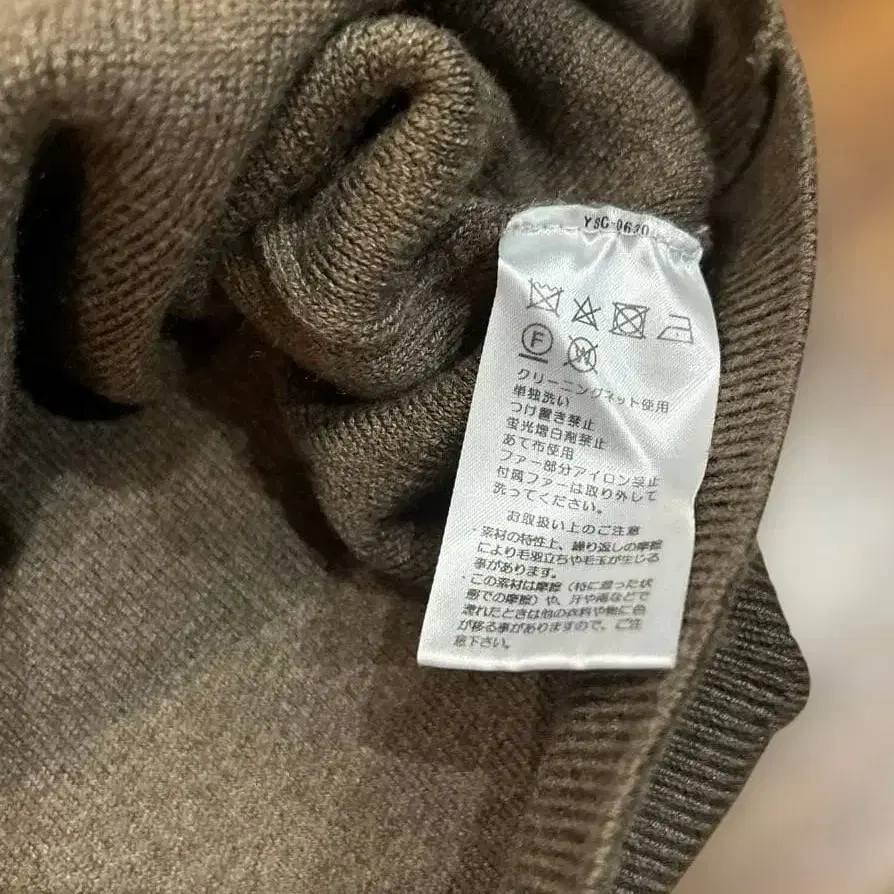 YSC-0630
F
W
クリーニングネット使用
単独洗い
つけ置き禁止
蛍光増白剤禁止
あて布使用
ファー部分アイロン禁止
付属ファーは取り外して
洗ってください。
お取扱い上のご注意
・素材の特性上、繰り返しの摩擦
により毛羽立ちや毛玉が生じる
事があります。
・この素材は摩擦（特に湿った状
態での摩擦）や、汗や雨などで
濡れたときは他の衣料や物に色
が移る事がありますので、ご注
意下さい。